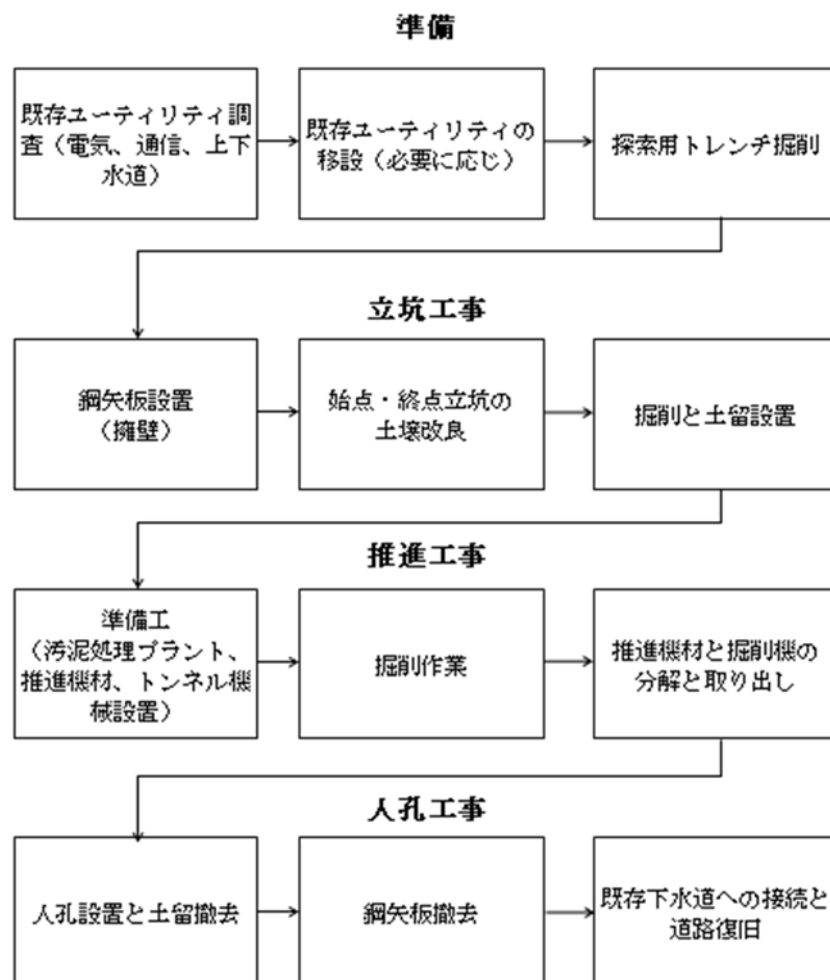 準備
既存ユーティリティ調
査（電気、通信、上下
水道）
既存ユーティリティの
移設（必要に応じ）
探索用トレンチ掘削
立坑工事
鋼矢板設置
（擁壁）
始点・終点立坑の
土壌改良
掘削と土留設置
推進工事
準備工
（汚泥処理プラント、
推進機材、トンネル機
械設置）
掘削作業
推進機材と掘削機の
分解と取り出し
人孔工事
人孔設置と土留撤去
鋼矢板撤去
既存下水道への接続と
道路復旧